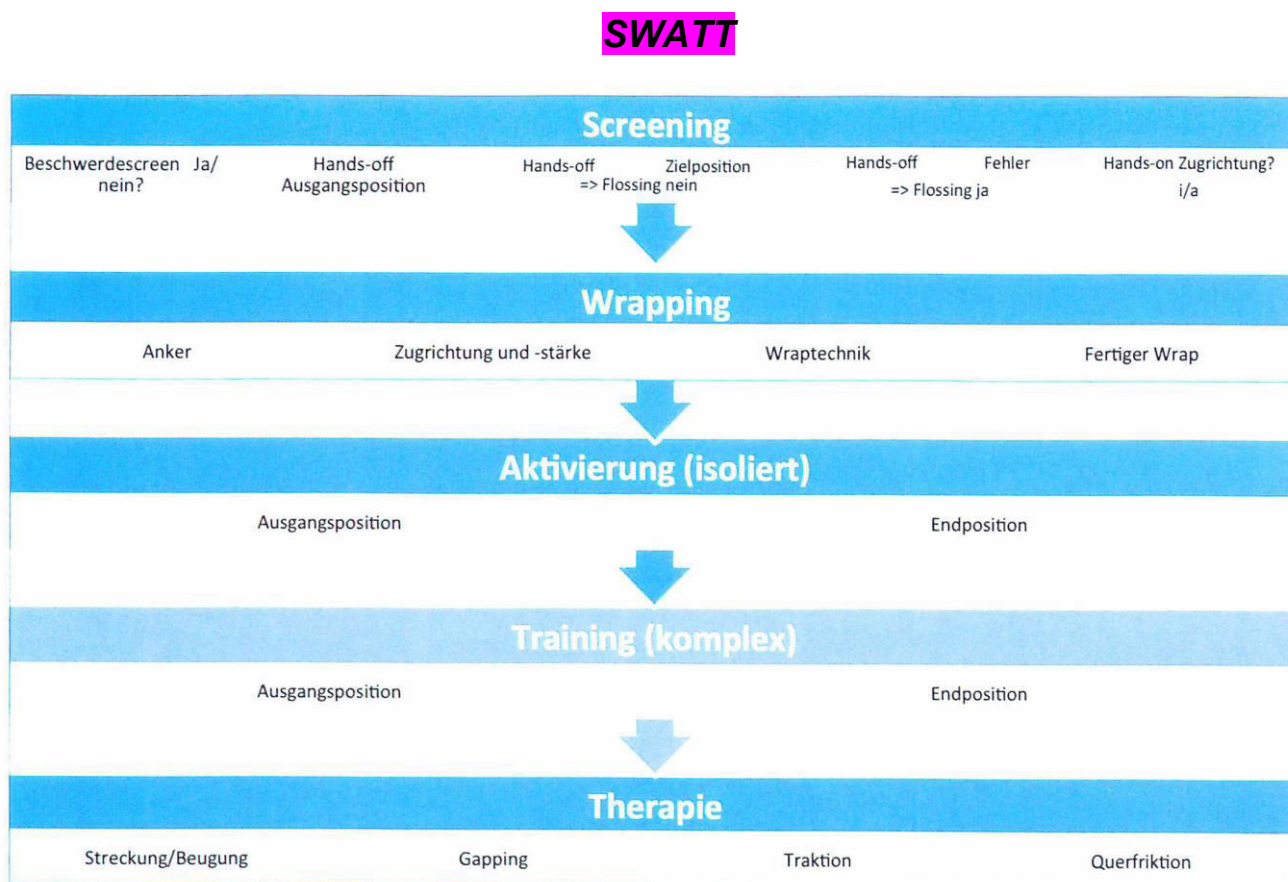 SWATT
Screening
Beschwerdescreen Ja/
nein?
Hands-off
Ausgangsposition
Hands-off Zielposition
=> Flossing nein
Hands-off Fehler
=> Flossing ja
Hands-on Zugrichtung?
i/a
Wrapping
Anker Zugrichtung und -stärke Wraptechnik Fertiger Wrap
Aktivierung (isoliert)
Ausgangsposition Endposition
Training (komplex)
Ausgangsposition Endposition
Therapie
Streckung/Beugung Gapping Traktion Querfriktion